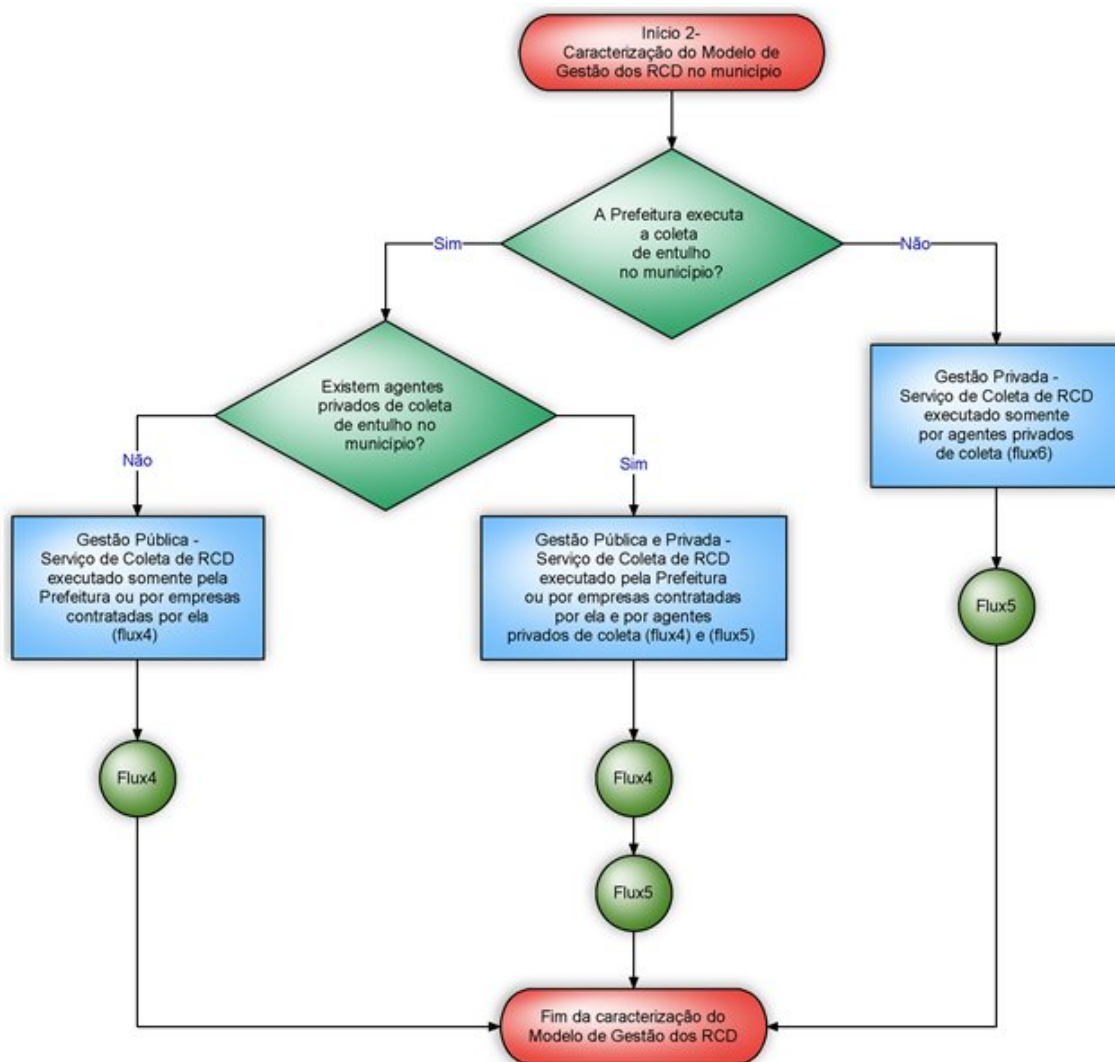 Início 2-
Caracterização do Modelo de
Gestão dos RCD no município
A Prefeitura executa
a coleta
de entulho
no município?
Sim
Não
Existem agentes
privados de coleta
de entulho no
município?
Gestão Privada -
Serviço de Coleta de RCD
executado somente
por agentes privados
de coleta (flux6)
Não
Sim
Gestão Pública -
Serviço de Coleta de RCD
executado somente pela
Prefeitura ou por empresas
contratadas por ela
(flux4)
Gestão Pública e Privada -
Serviço de Coleta de RCD
executado pela Prefeitura
ou por empresas contratadas
por ela e por agentes
privados de coleta (flux4) e (flux5)
Flux5
Flux4
Flux4
Flux5
Fim da caracterização do
Modelo de Gestão dos RCD